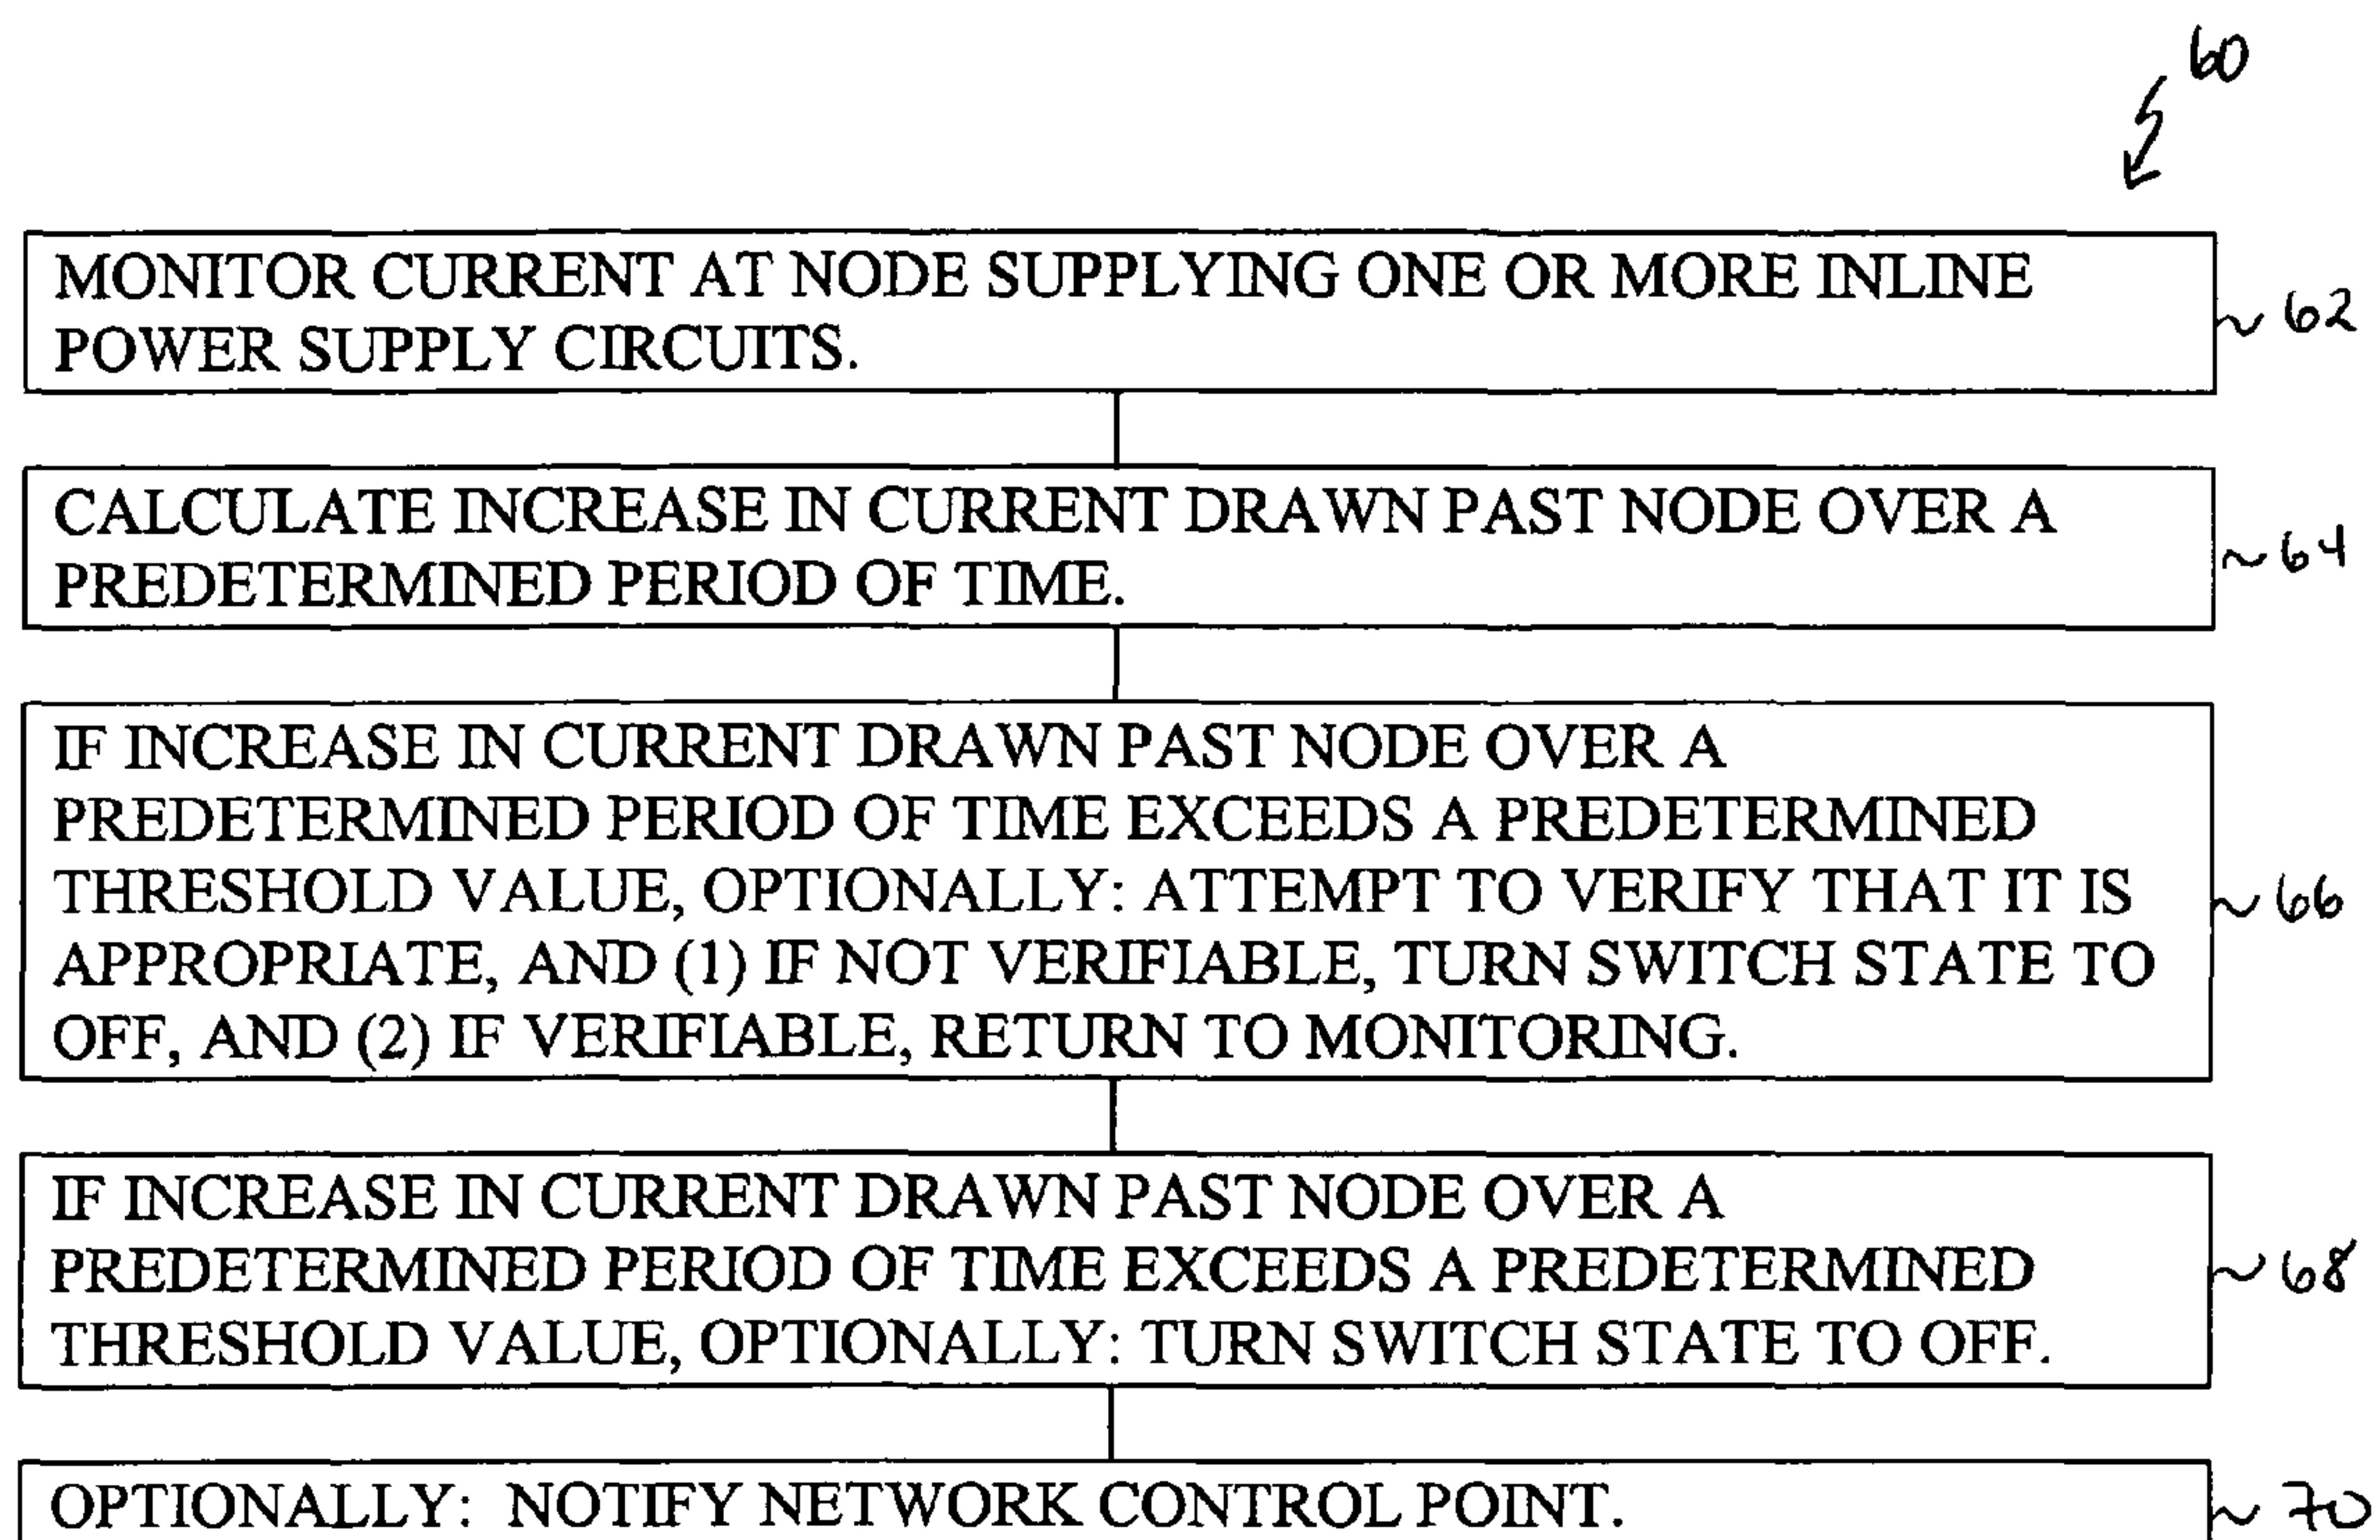 60
MONITOR CURRENT AT NODE SUPPLYING ONE OR MORE INLINE
POWER SUPPLY CIRCUITS.
62
CALCULATE INCREASE IN CURRENT DRAWN PAST NODE OVER A
PREDETERMINED PERIOD OF TIME.
64
IF INCREASE IN CURRENT DRAWN PAST NODE OVER A
PREDETERMINED PERIOD OF TIME EXCEEDS A PREDETERMINED
THRESHOLD VALUE, OPTIONALLY: ATTEMPT TO VERIFY THAT IT IS
APPROPRIATE, AND (1) IF NOT VERIFIABLE, TURN SWITCH STATE TO
OFF, AND (2) IF VERIFIABLE, RETURN TO MONITORING.
66
IF INCREASE IN CURRENT DRAWN PAST NODE OVER A
PREDETERMINED PERIOD OF TIME EXCEEDS A PREDETERMINED
THRESHOLD VALUE, OPTIONALLY: TURN SWITCH STATE TO OFF.
68
OPTIONALLY: NOTIFY NETWORK CONTROL POINT.
70